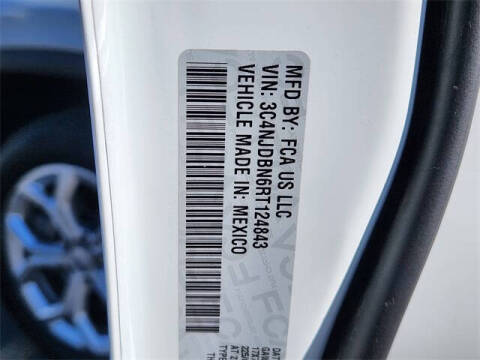 MFD BY: FCA US LLC
VIN: 3C4NJDBN6RT124843
VEHICLE MADE IN: MEXICO